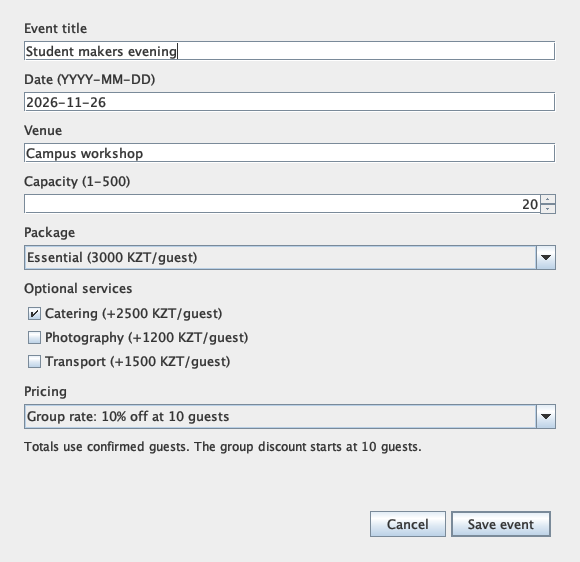 Event title
Student makers evening
Date (YYYY-MM-DD)
2026-11-26
Venue
Campus workshop
Capacity (1-500)
20
Package
Essential (3000 KZT/guest)
Optional services
Catering (+2500 KZT/guest)
Photography (+1200 KZT/guest)
Transport (+1500 KZT/guest)
Pricing
Group rate: 10% off at 10 guests
Totals use confirmed guests. The group discount starts at 10 guests.
Cancel Save event